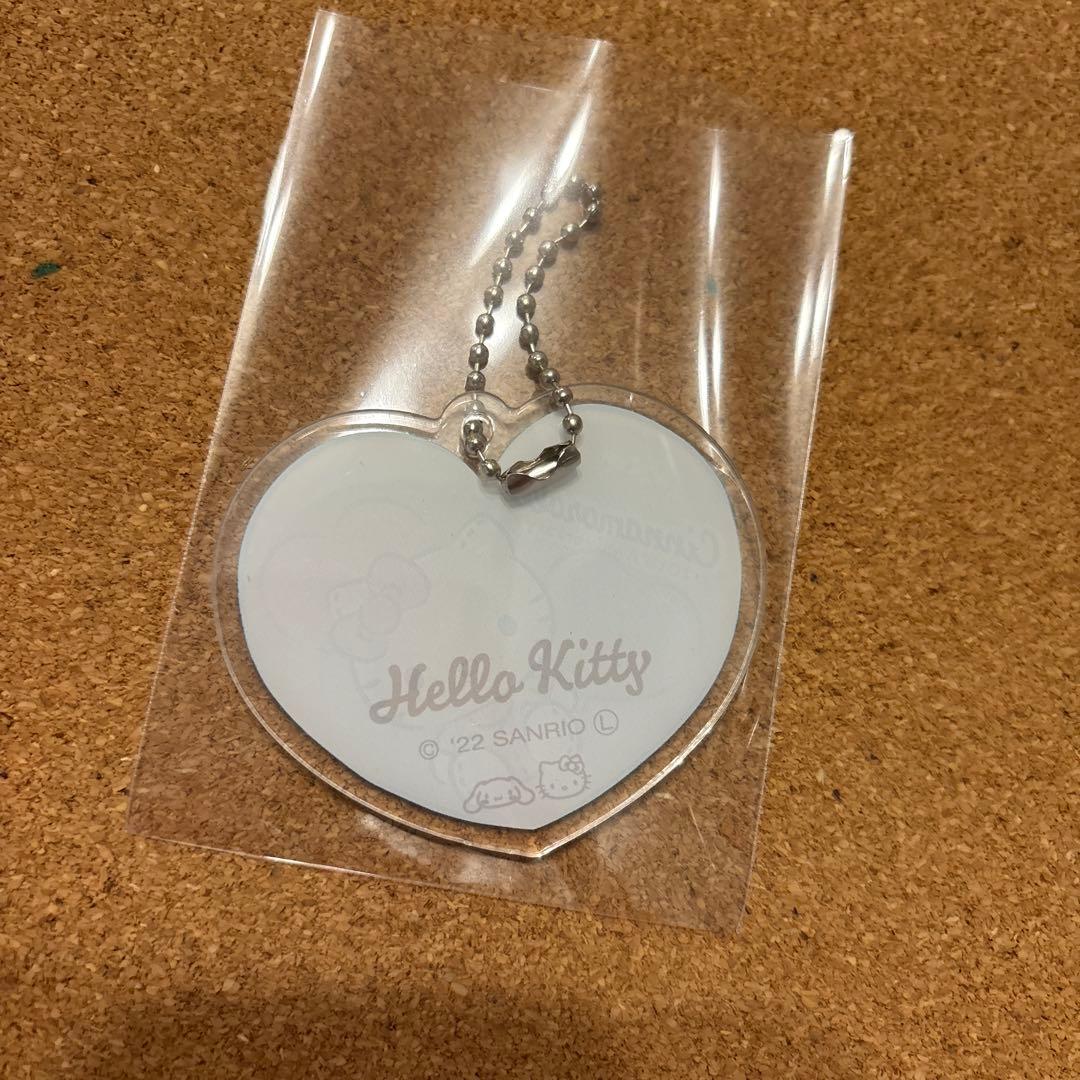 Hello Kitty
© '22 SANRIO Ⓛ